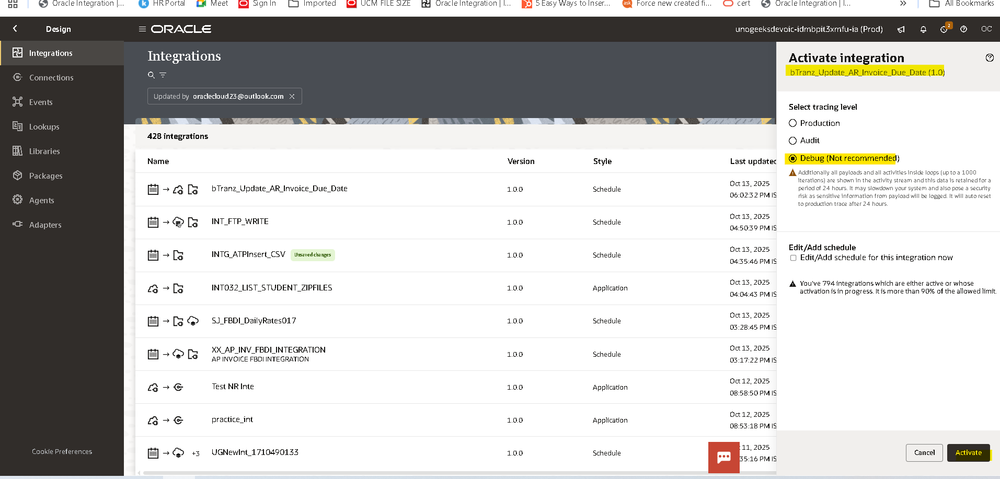 Oracle Integration |...
HR Portal
Meet
Sign In
Imported
UCM FILE SIZE
Oracle Integration | I...
5 Easy Ways to Inser...
ask
Force new created fi...
cert
Oracle Integration | I...
»
All Bookmarks
Design
ORACLE
unogeeksdevoic-idmbpit3xmfu-ia (Prod)
2
OC
Integrations
Connections
Events
Lookups
Libraries
Packages
Agents
Adapters
Cookie Preferences
Integrations
Updated by oraclecloud23@outlook.com
428 integrations
Name Version Style Last updated
bTranz_Update_AR_Invoice_Due_Date 1.0.0 Schedule Oct 13, 2025
06:02:32 PM IS
INT_FTP_WRITE 1.0.0 Schedule Oct 13, 2025
04:50:39 PM IS
INTG_ATPInsert_CSV Unsaved changes 1.0.0 Schedule Oct 13, 2025
04:35:46 PM IS
INT032_LIST_STUDENT_ZIPFILES 1.0.0 Application Oct 13, 2025
04:04:43 PM IS
SJ_FBDI_DailyRates017 1.0.0 Schedule Oct 13, 2025
03:28:45 PM IS
XX_AP_INV_FBDI_INTEGRATION
AP INVOICE FBDI INTEGRATION 1.0.0 Schedule Oct 13, 2025
03:17:22 PM IS
Test NR Inte 1.0.0 Application Oct 12, 2025
08:58:50 PM IS
practice_int 1.0.0 Application Oct 12, 2025
08:53:18 PM IS
+3 UGNewInt_1710490133 1.0.0 Schedule 11, 2025
35:16 PM IS
Activate integration
bTranz_Update_AR_Invoice_Due_Date (1.0)
Select tracing level
Production
Audit
Debug (Not recommended)
Additionally all payloads and all activities inside loops (up to a 1000
iterations) are shown in the activity stream and this data is retained for a
period of 24 hours. It may slowdown your system and also pose a security
risk as sensitive information from payload will be logged. It will auto reset
to production trace after 24 hours.
Edit/Add schedule
Edit/Add schedule for this integration now
You've 794 integrations which are either active or whose
activation is in progress. It is more than 90% of the allowed limit.
Cancel
Activate